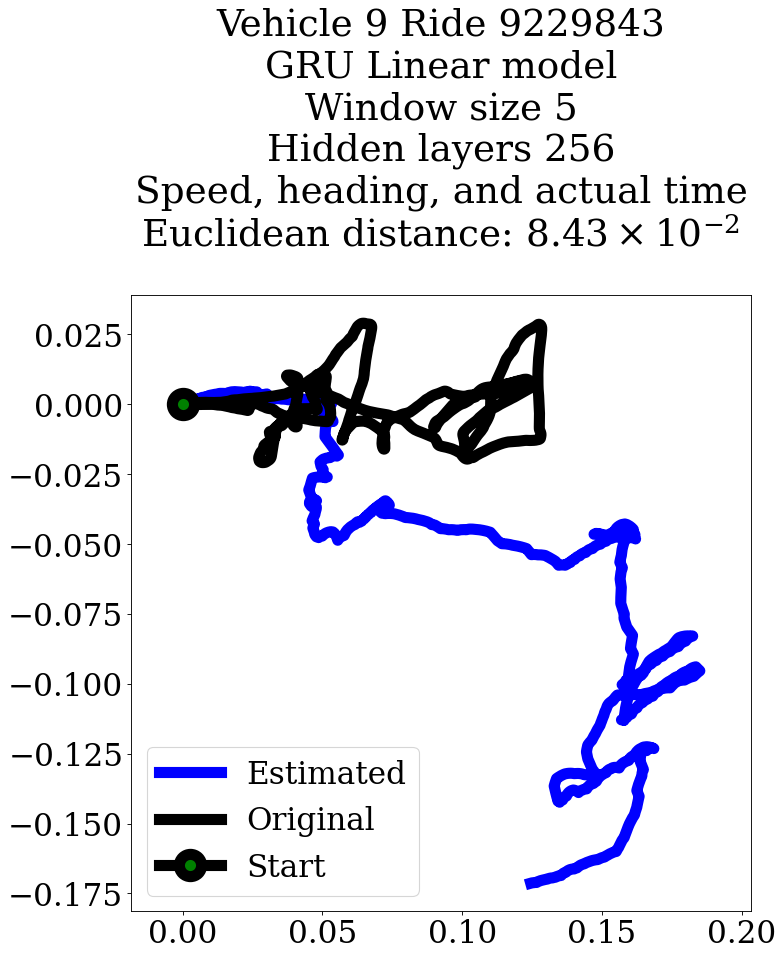 Vehicle 9 Ride 9229843
GRU Linear model
Window size 5
Hidden layers 256
Speed, heading, and actual time
Euclidean distance: 8.43 × 10⁻²
0.025
0.000
−0.025
−0.050
−0.075
−0.100
−0.125
−0.150
−0.175
Estimated
Original
Start
0.00 0.05 0.10 0.15 0.20